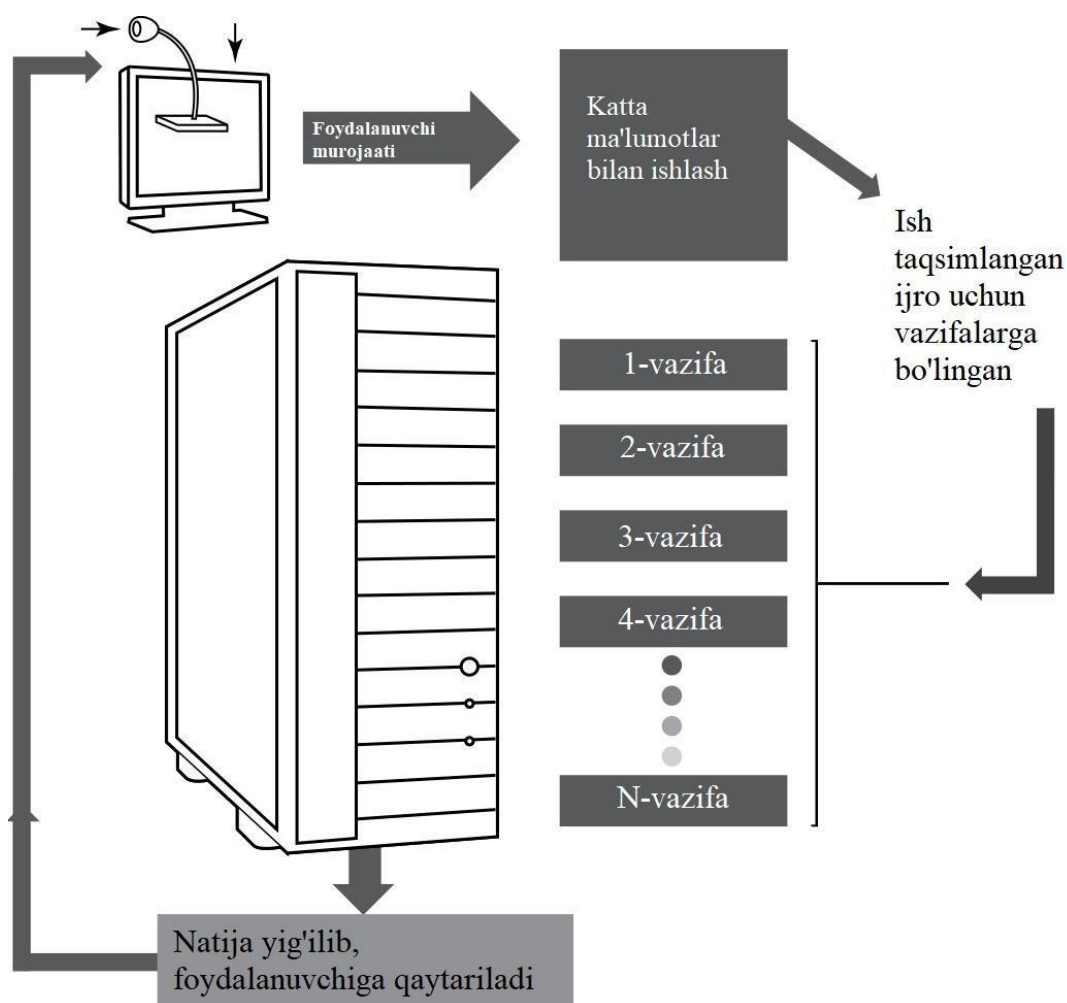 Foydalanuvchi
murojaati
Katta
ma'lumotlar
bilan ishlash
Ish
taqsimlangan
ijro uchun
vazifalarga
bo'lingan
1-vazifa
2-vazifa
3-vazifa
4-vazifa
N-vazifa
Natija yig'ilib,
foydalanuvchiga qaytariladi